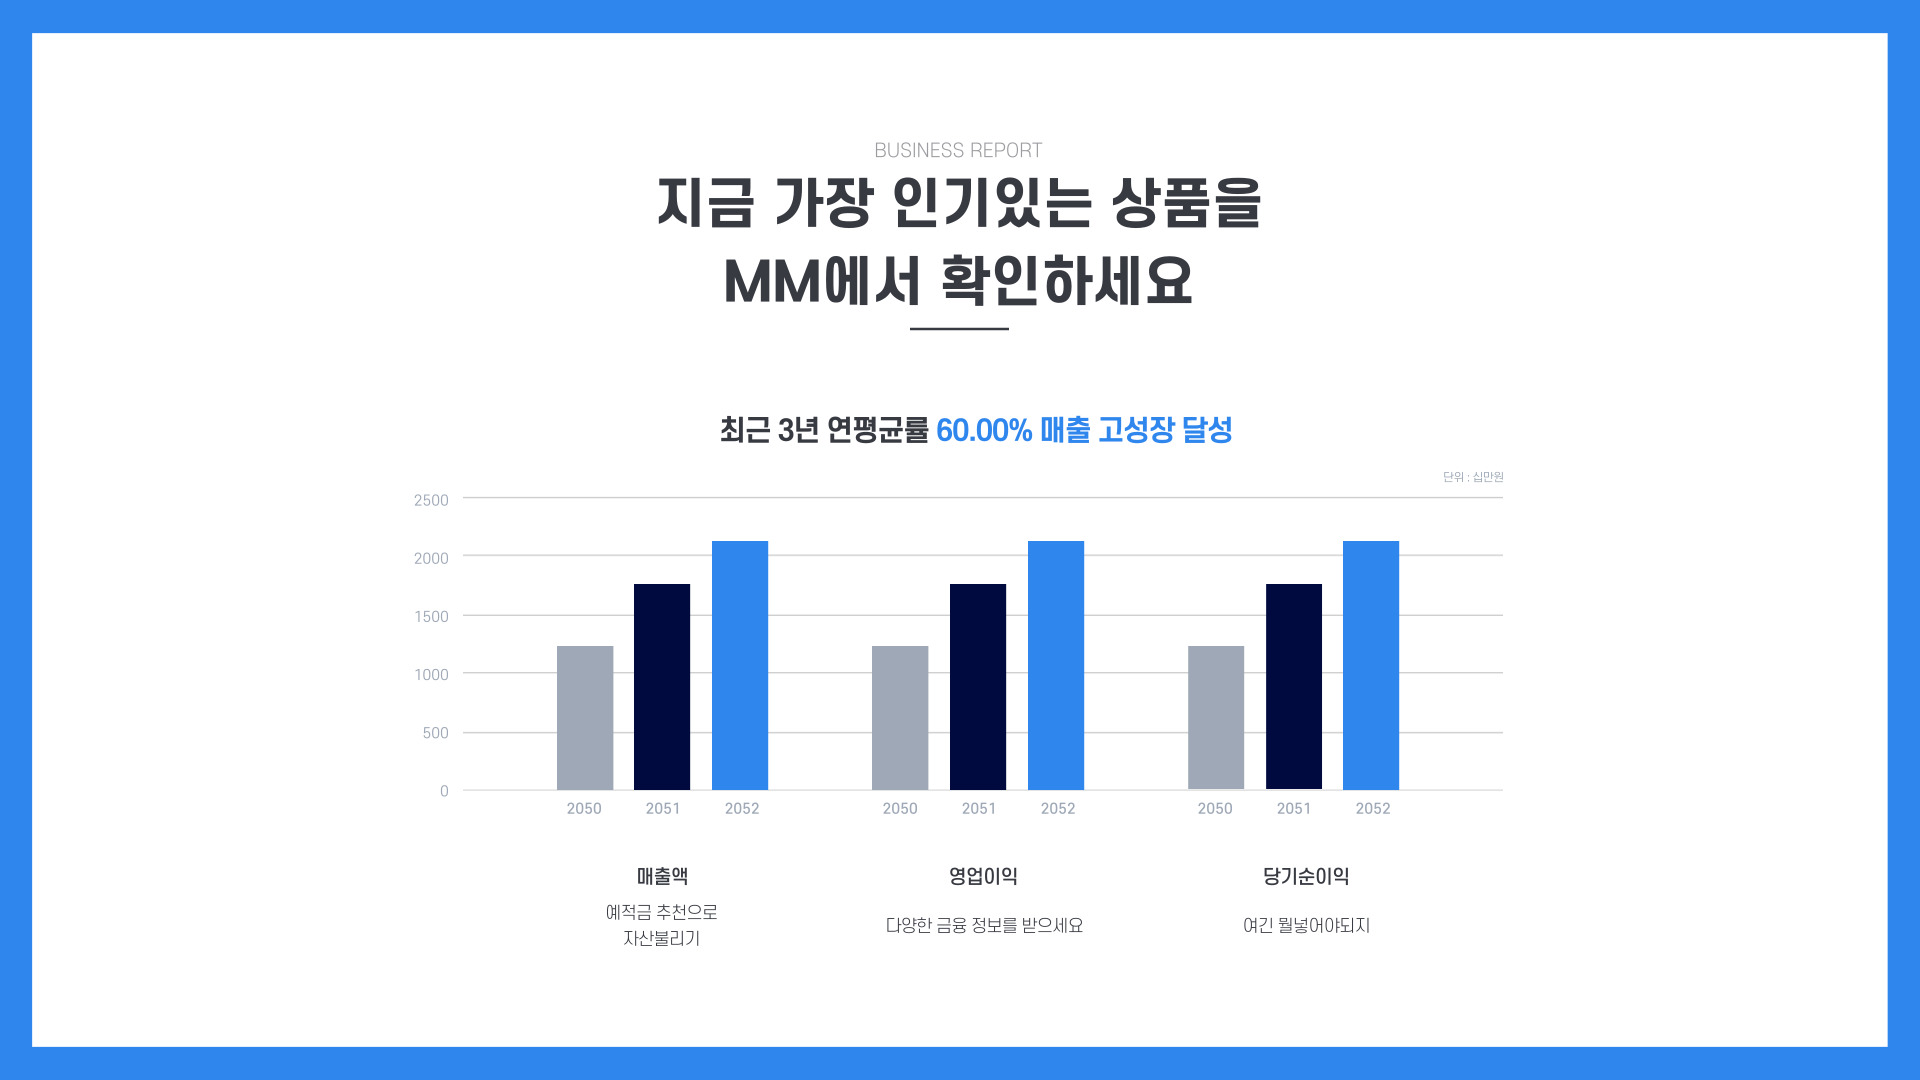 BUSINESS REPORT
지금 가장 인기있는 상품을
MM에서 확인하세요
최근 3년 연평균률 60.00% 매출 고성장 달성
단위 : 십만원
2500
2000
1500
1000
500
0
2050 2051 2052 2050 2051 2052 2050 2051 2052
매출액
예적금 추천으로
자산불리기
영업이익
다양한 금융 정보를 받으세요
당기순이익
여긴 뭘넣어야되지